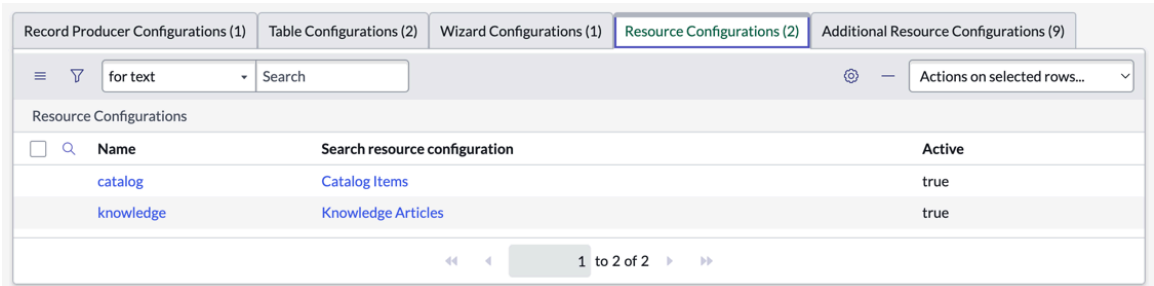 Record Producer Configurations (1) Table Configurations (2) Wizard Configurations (1) Resource Configurations (2) Additional Resource Configurations (9)
for text Search Actions on selected rows...
Resource Configurations
Name Search resource configuration Active
catalog Catalog Items true
knowledge Knowledge Articles true
1 to 2 of 2